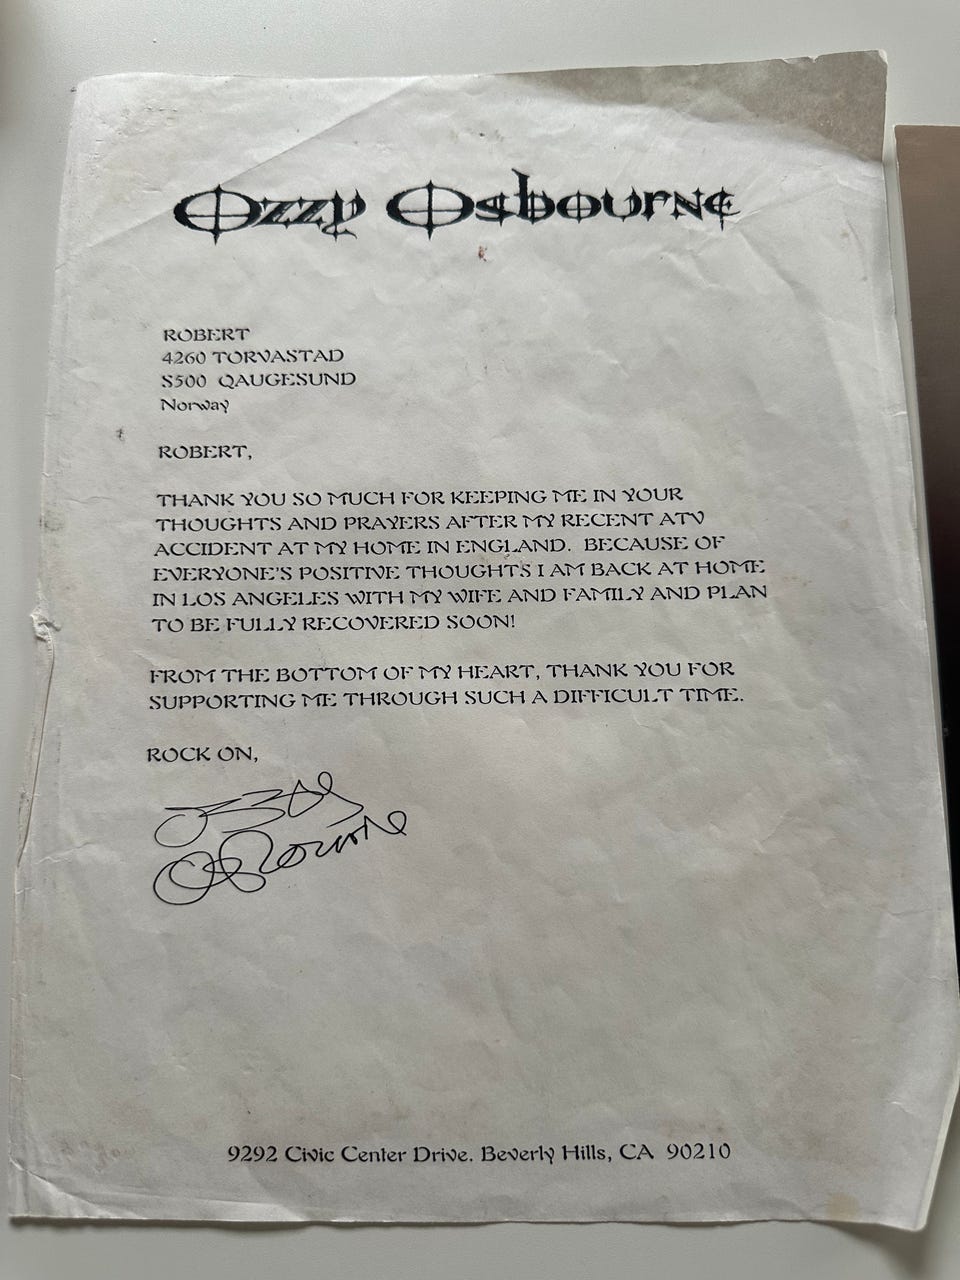 Ozzy Osbourne
ROBERT
4260 TORVASTAD
S500 QAUGESUND
Norway
ROBERT,
THANK YOU SO MUCH FOR KEEPING ME IN YOUR
THOUGHTS AND PRAYERS AFTER MY RECENT ATV
ACCIDENT AT MY HOME IN ENGLAND. BECAUSE OF
EVERYONE'S POSITIVE THOUGHTS I AM BACK AT HOME
IN LOS ANGELES WITH MY WIFE AND FAMILY AND PLAN
TO BE FULLY RECOVERED SOON!
FROM THE BOTTOM OF MY HEART, THANK YOU FOR
SUPPORTING ME THROUGH SUCH A DIFFICULT TIME.
ROCK ON,
Ozzy
Osbourne
9292 Civic Center Drive. Beverly Hills, CA 90210